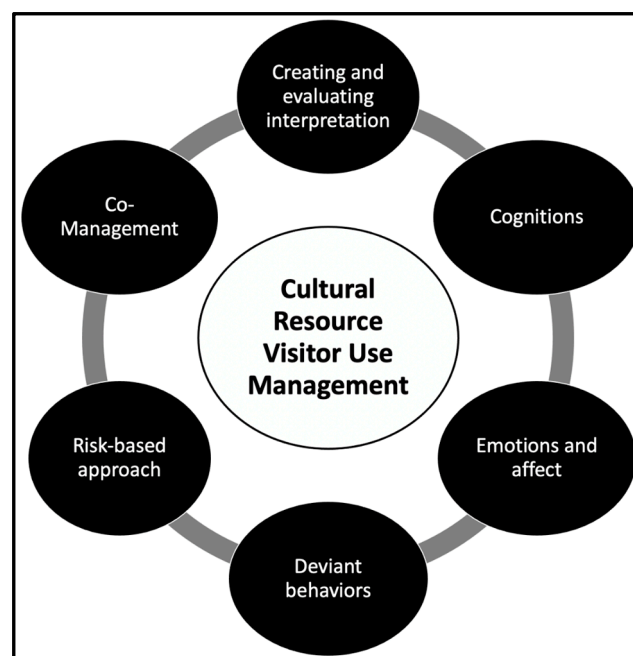 Creating and
evaluating
interpretation
Co-
Management
Cognitions
Cultural
Resource
Visitor Use
Management
Risk-based
approach
Emotions and
affect
Deviant
behaviors